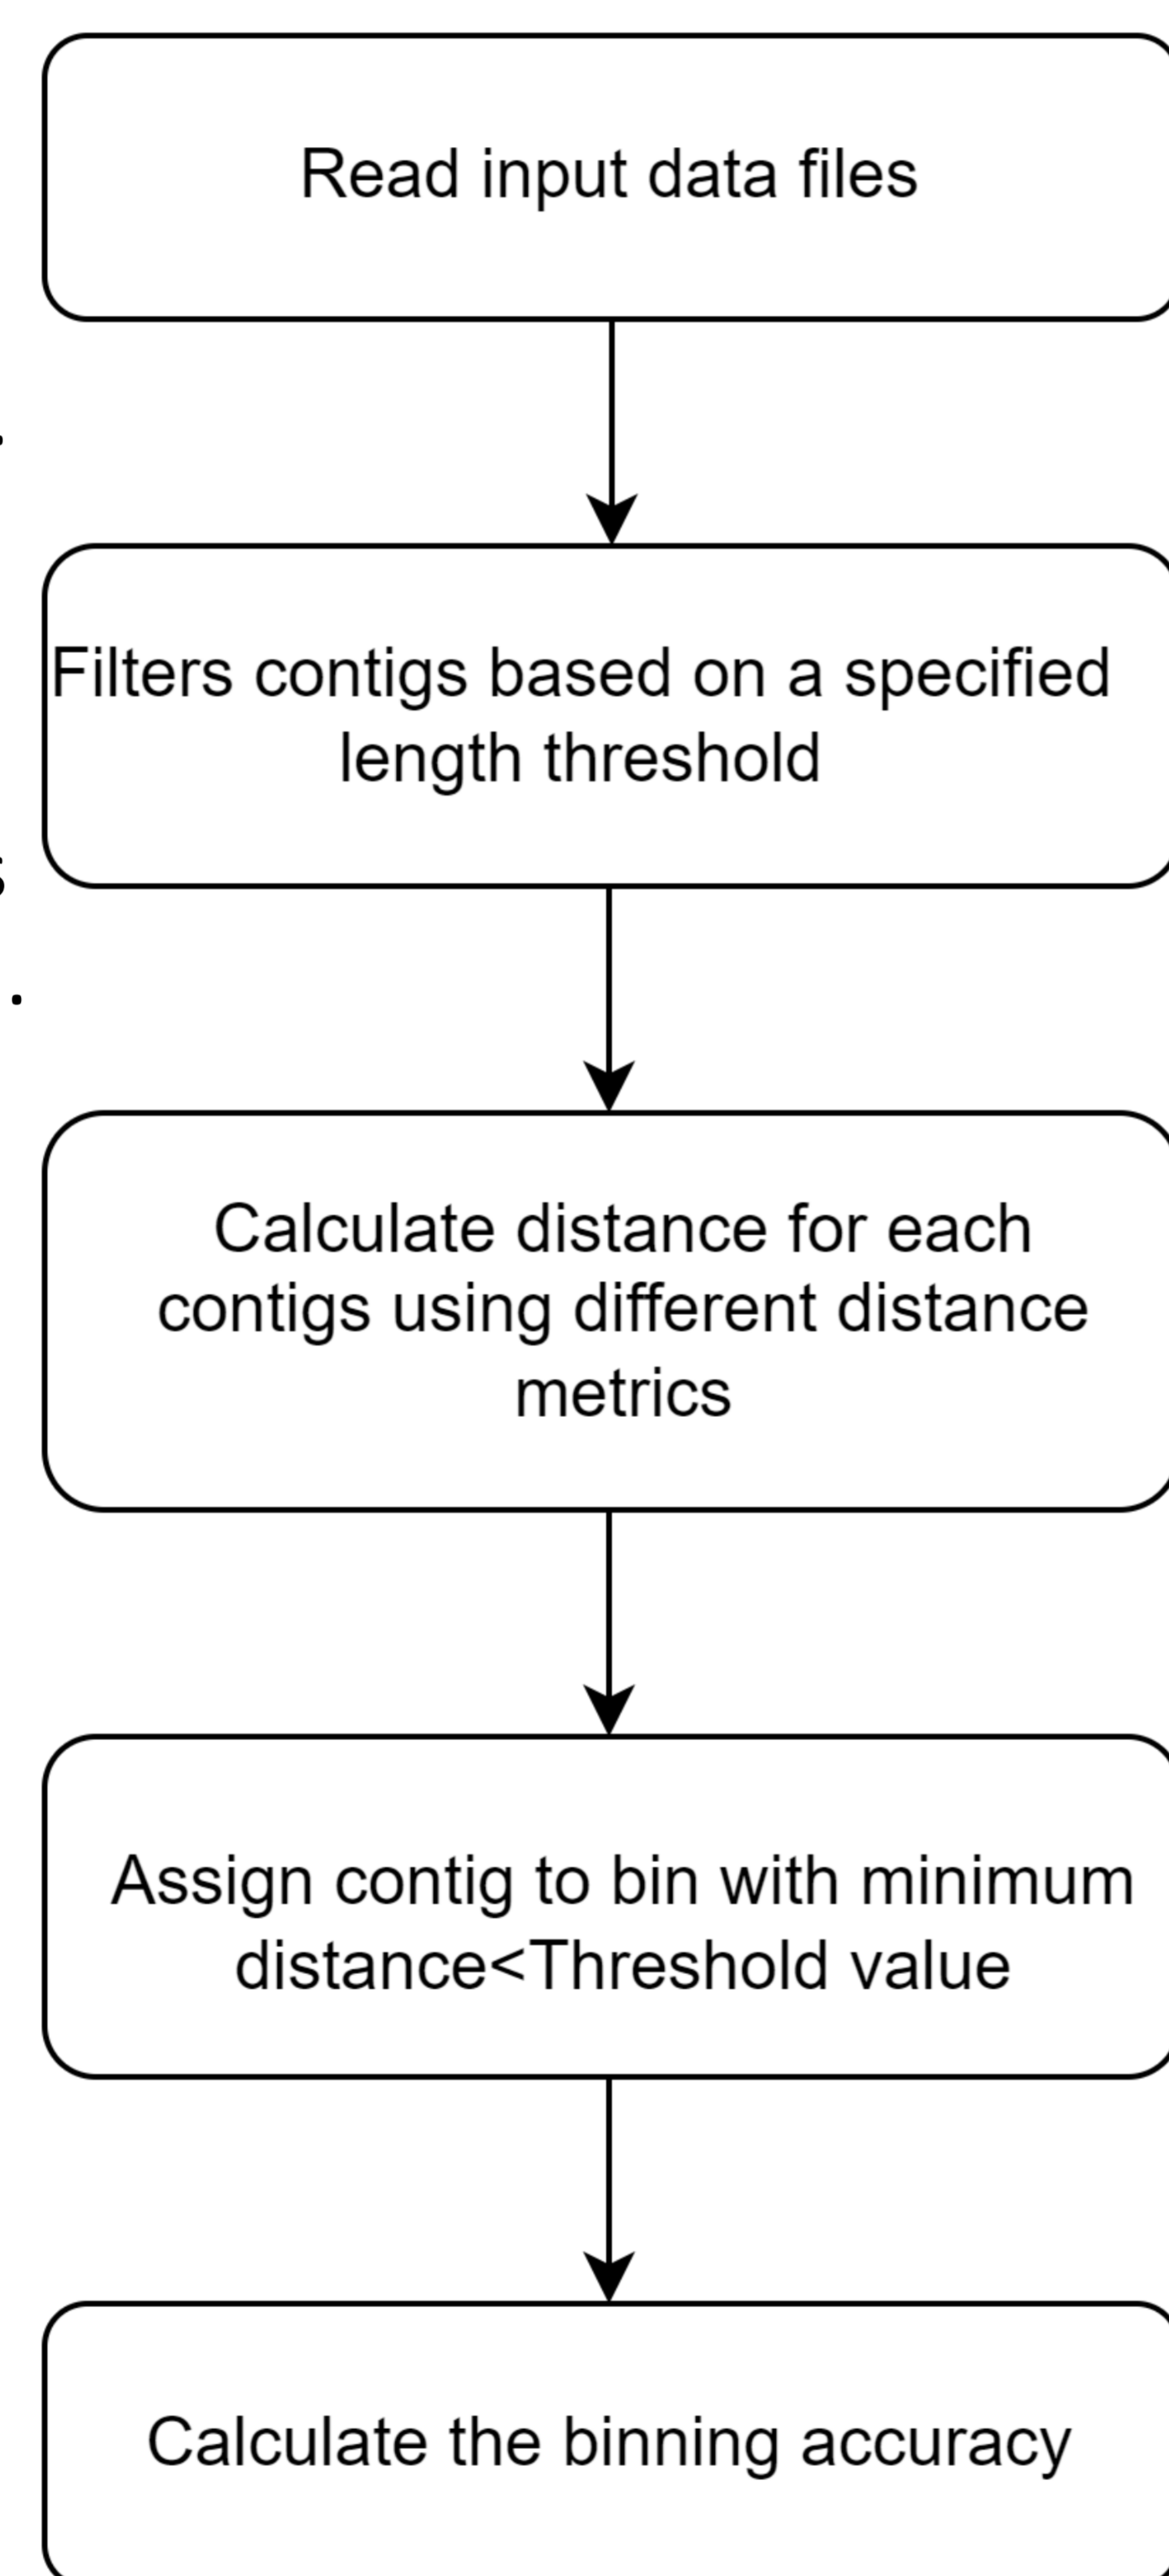 Read input data files
Filters contigs based on a specified
length threshold
Calculate distance for each
contigs using different distance
metrics
Assign contig to bin with minimum
distance<Threshold value
Calculate the binning accuracy